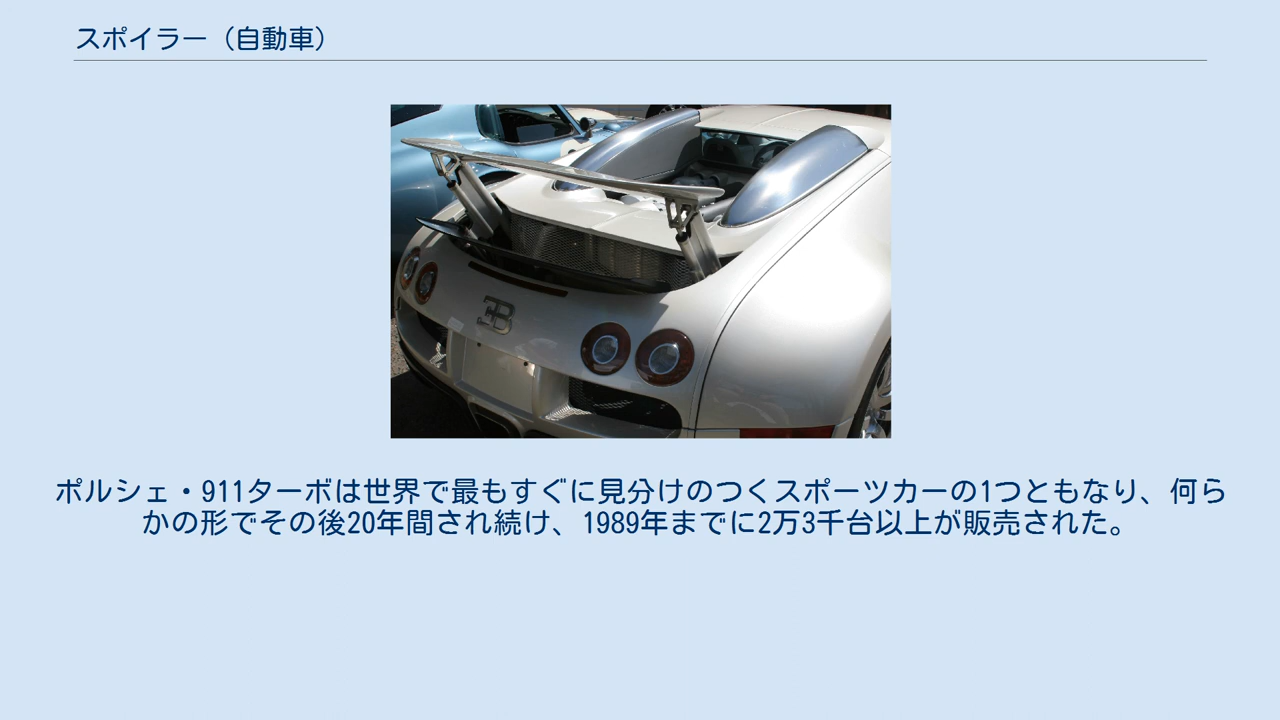 スポイラー（自動車）
EB
ポルシェ・911ターボは世界で最もすぐに見分けのつくスポーツカーの1つともなり、何ら
かの形でその後20年間され続け、1989年までに2万3千台以上が販売された。